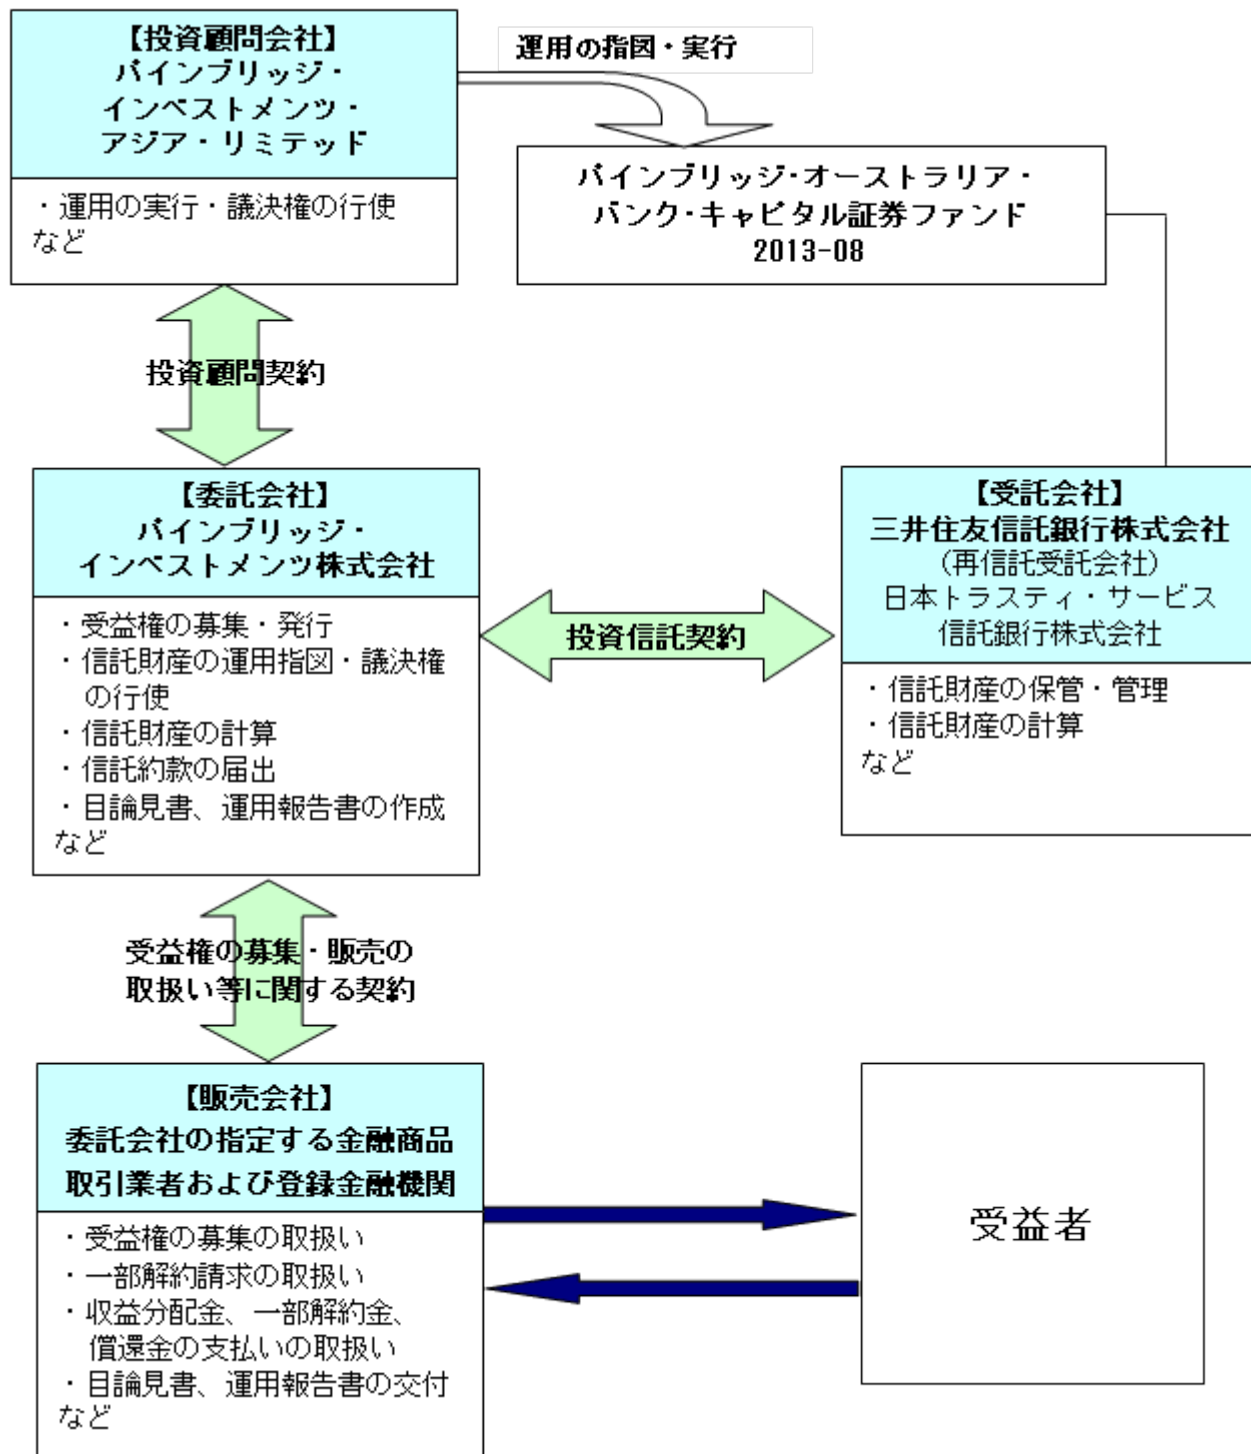 【投資顧問会社】
パインブリッジ・
インベストメンツ・
アジア・リミテッド
・運用の実行・議決権の行使
など
運用の指図・実行
パインブリッジ・オーストラリア・
バンク・キャピタル証券ファンド
2013-08
投資顧問契約
【委託会社】
パインブリッジ・
インベストメンツ株式会社
・受益権の募集・発行
・信託財産の運用指図・議決権
の行使
・信託財産の計算
・信託約款の届出
・目論見書、運用報告書の作成
など
投資信託契約
【受託会社】
三井住友信託銀行株式会社
(再信託受託会社)
日本トラスティ・サービス
信託銀行株式会社
・信託財産の保管・管理
・信託財産の計算
など
受益権の募集・販売の
取扱い等に関する契約
【販売会社】
委託会社の指定する金融商品
取引業者および登録金融機関
・受益権の募集の取扱い
・一部解約請求の取扱い
・収益分配金、一部解約金、
償還金の支払いの取扱い
・目論見書、運用報告書の交付
など
受益者